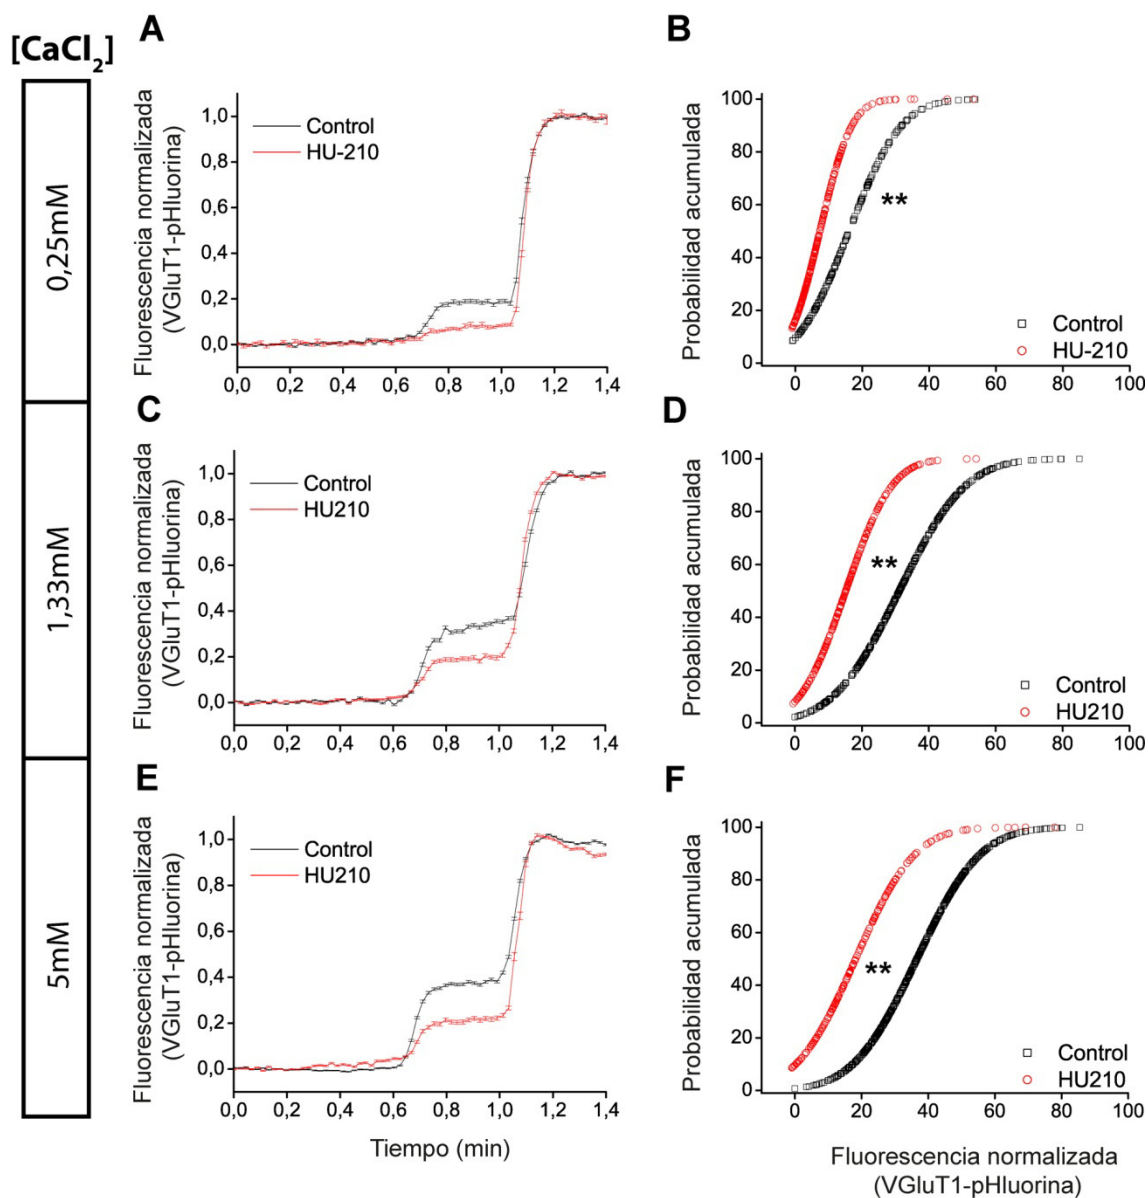 [CaCl2]
0,25mM
1,33mM
5mM
A
Fluorescencia normalizada
(VGluT1-pHluorina)
1,0
0,8
0,6
0,4
0,2
0,0
Control
HU-210
0,0 0,2 0,4 0,6 0,8 1,0 1,2 1,4
B
Probabilidad acumulada
100
80
60
40
20
0
**
Control
HU-210
0 20 40 60 80 100
C
Fluorescencia normalizada
(VGluT1-pHluorina)
1,0
0,8
0,6
0,4
0,2
0,0
Control
HU210
0,0 0,2 0,4 0,6 0,8 1,0 1,2 1,4
D
Probabilidad acumulada
100
80
60
40
20
0
**
Control
HU210
0 20 40 60 80 100
E
Fluorescencia normalizada
(VGluT1-pHluorina)
1,0
0,8
0,6
0,4
0,2
0,0
Control
HU210
0,0 0,2 0,4 0,6 0,8 1,0 1,2 1,4
Tiempo (min)
F
Probabilidad acumulada
100
80
60
40
20
0
**
Control
HU210
0 20 40 60 80 100
Fluorescencia normalizada
(VGluT1-pHluorina)